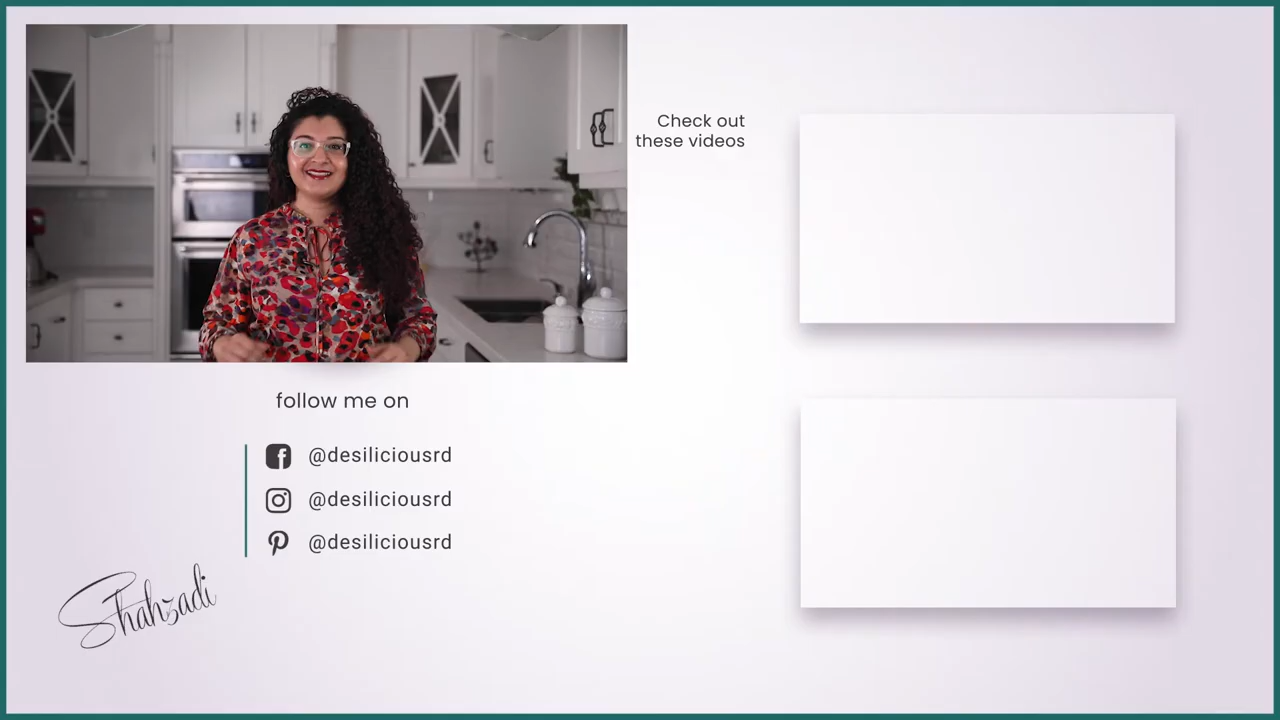 Check out
these videos
follow me on
@desiliciousrd
@desiliciousrd
@desiliciousrd
Shahzadi